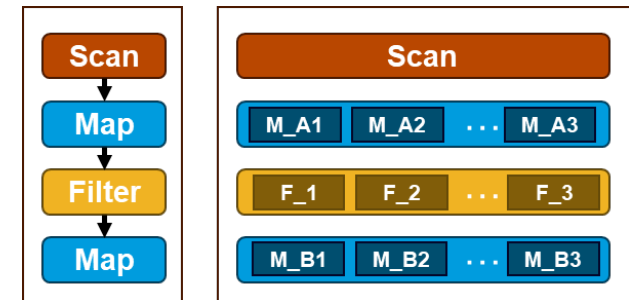 Scan
Map
Filter
Map
Scan
M_A1 M_A2 ... M_A3
F_1 F_2 ... F_3
M_B1 M_B2 ... M_B3